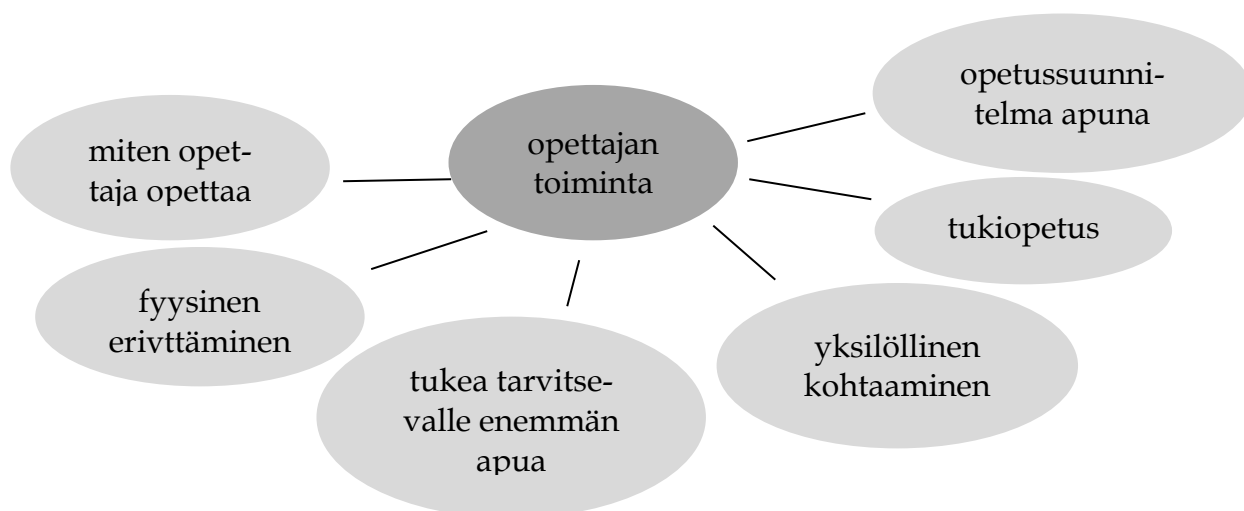 opettajan
toiminta
opetussuunni-
telma apuna
tukiopetus
yksilöllinen
kohtaaminen
tukea tarvitse-
valle enemmän
apua
fyysinen
erivttäminen
miten opet-
taja opettaa